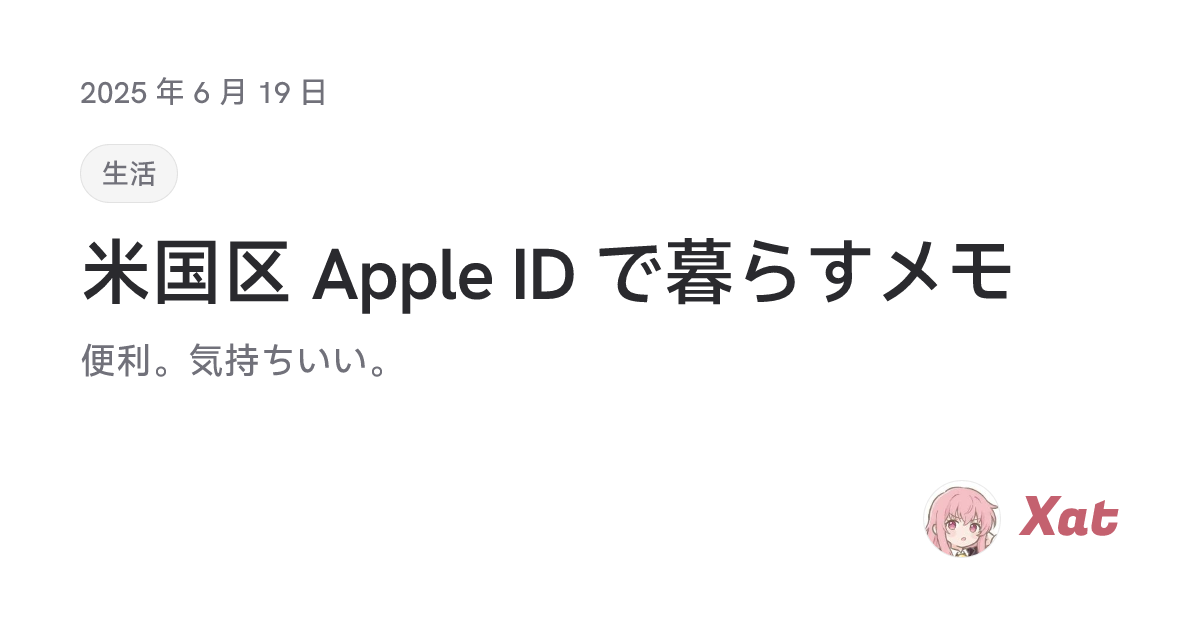 2025 年 6 月 19 日
生活
米国区 Apple ID で暮らすメモ
便利。気持ちいい。
Xat